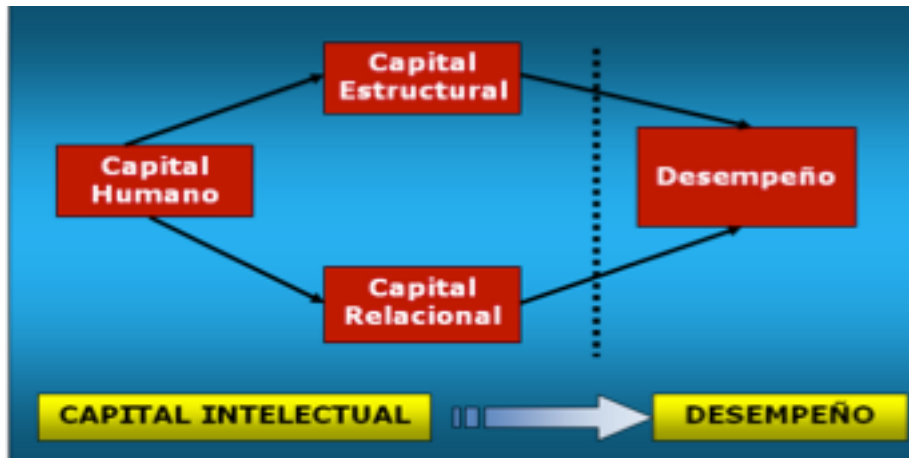 Capital
Estructural
Capital
Humano
Desempeño
Capital
Relacional
CAPITAL INTELECTUAL
DESEMPEÑO